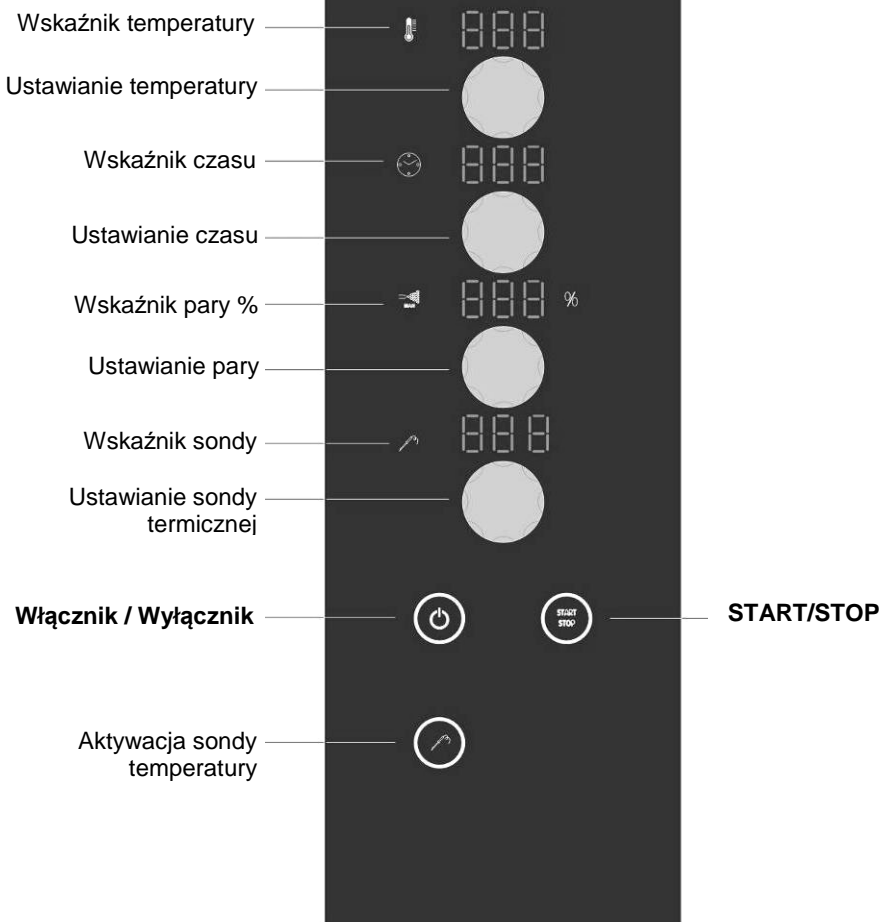 Wskaźnik temperatury
888
Ustawianie temperatury
Wskaźnik czasu
888
Ustawianie czasu
Wskaźnik pary %
888 %
Ustawianie pary
Wskaźnik sondy
888
Ustawianie sondy
termicznej
Włącznik / Wyłącznik
START
STOP
START/STOP
Aktywacja sondy
temperatury